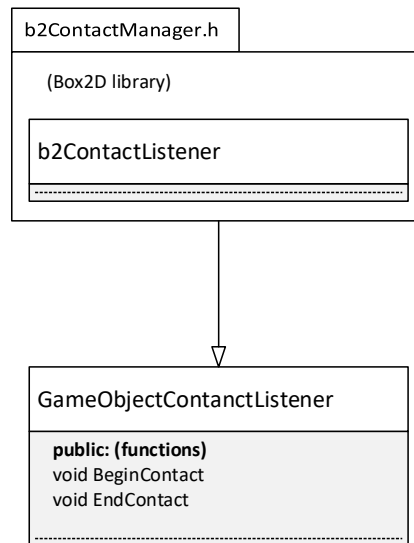 b2ContactManager.h
(Box2D library)
b2ContactListener
GameObjectContanctListener
public: (functions)
void BeginContact
void EndContact